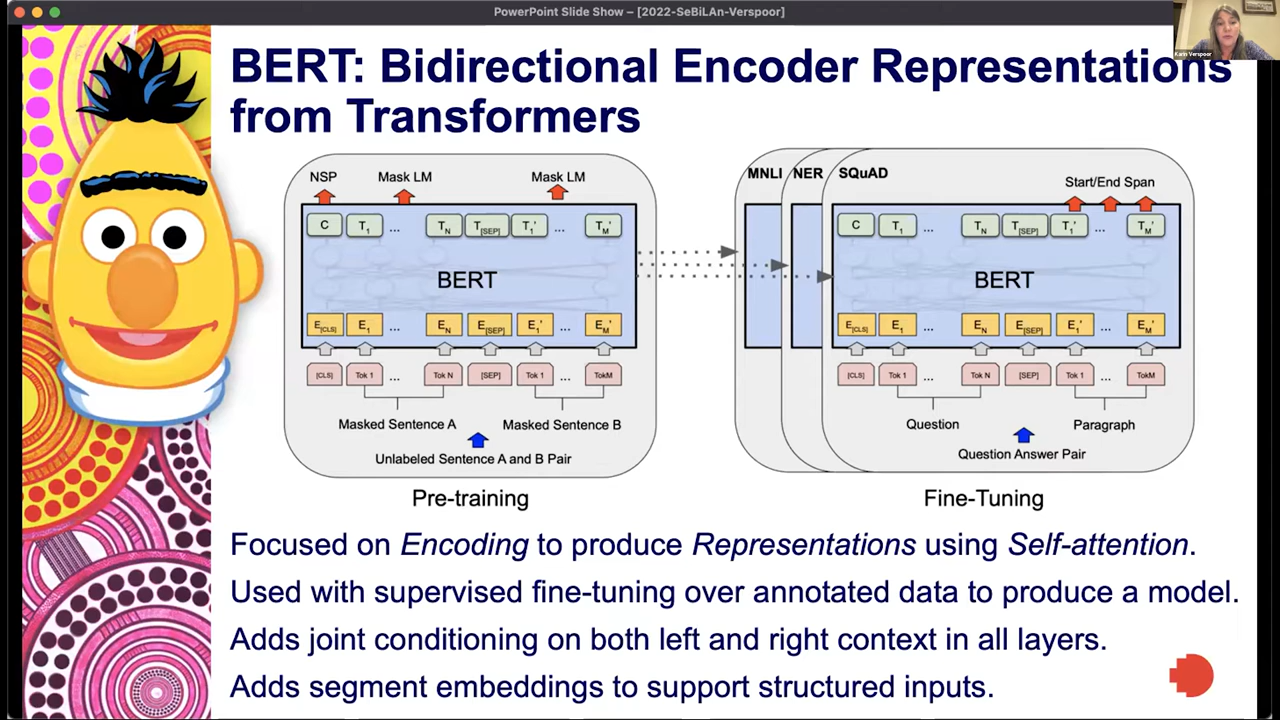 PowerPoint Slide Show – [2022-SeBiLAn-Verspoor]
Karin Verspoor
BERT: Bidirectional Encoder Representations
from Transformers
NSP Mask LM Mask LM
C T1 ... TN T[SEP] T1' ... TM'
BERT
E[CLS] E1 ... EN E[SEP] E1' ... EM'
[CLS] Tok 1 ... Tok N [SEP] Tok 1 ... TokM
Masked Sentence A Masked Sentence B
Unlabeled Sentence A and B Pair
Pre-training
MNLI NER SQuAD
Start/End Span
C T1 ... TN T[SEP] T1' ... TM'
BERT
E[CLS] E1 ... EN E[SEP] E1' ... EM'
[CLS] Tok 1 ... Tok N [SEP] Tok 1 ... TokM
Question Paragraph
Question Answer Pair
Fine-Tuning
Focused on Encoding to produce Representations using Self-attention.
Used with supervised fine-tuning over annotated data to produce a model.
Adds joint conditioning on both left and right context in all layers.
Adds segment embeddings to support structured inputs.